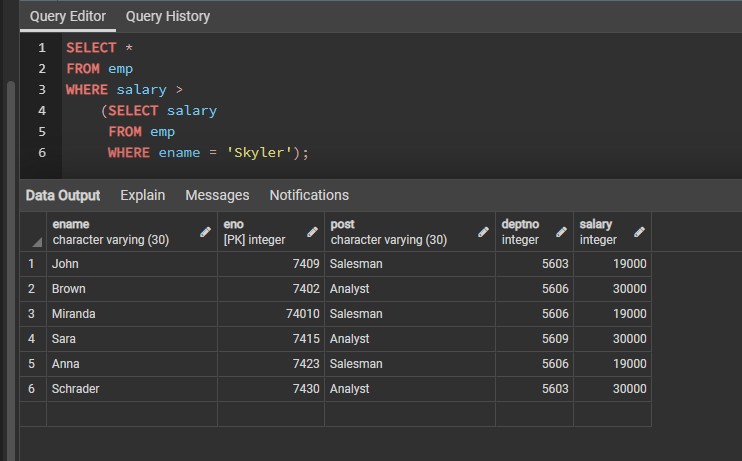 Query Editor Query History
1 SELECT *
2 FROM emp
3 WHERE salary >
4 (SELECT salary
5 FROM emp
6 WHERE ename = 'Skyler');
Data Output Explain Messages Notifications
ename eno post deptno salary
character varying (30) [PK] integer character varying (30) integer integer
1 John 7409 Salesman 5603 19000
2 Brown 7402 Analyst 5606 30000
3 Miranda 74010 Salesman 5606 19000
4 Sara 7415 Analyst 5609 30000
5 Anna 7423 Salesman 5606 19000
6 Schrader 7430 Analyst 5603 30000